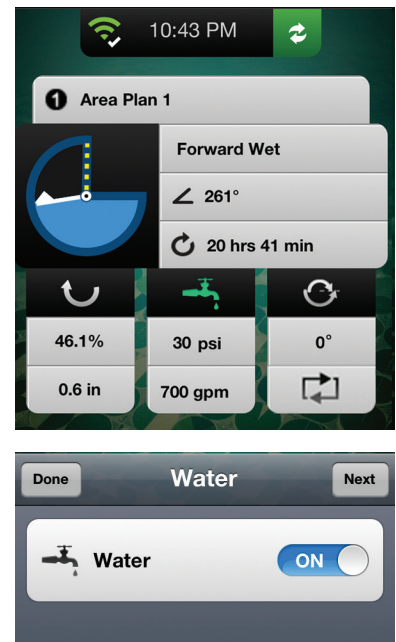 10:43 PM
1 Area Plan 1
Forward Wet
261°
20 hrs 41 min
46.1%
30 psi
0°
0.6 in
700 gpm
Done
Water
Next
Water
ON